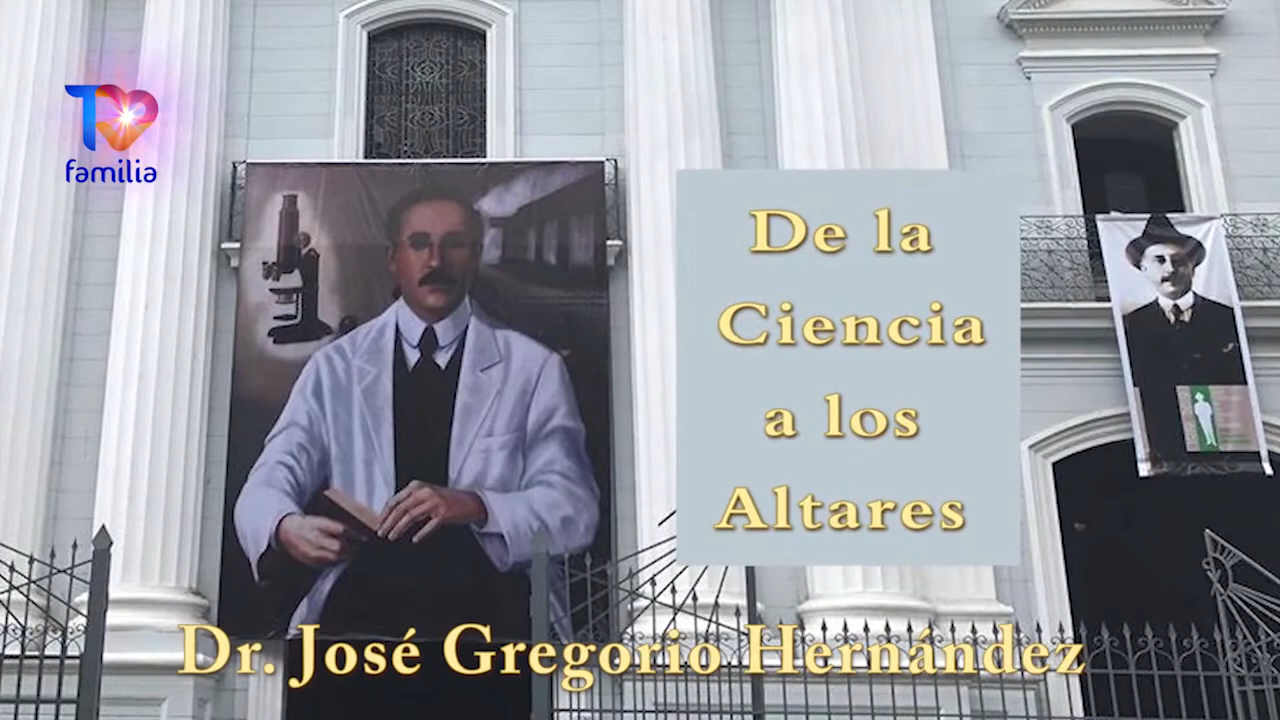 familia
De la
Ciencia
a los
Altares
Dr. José Gregorio Hernández